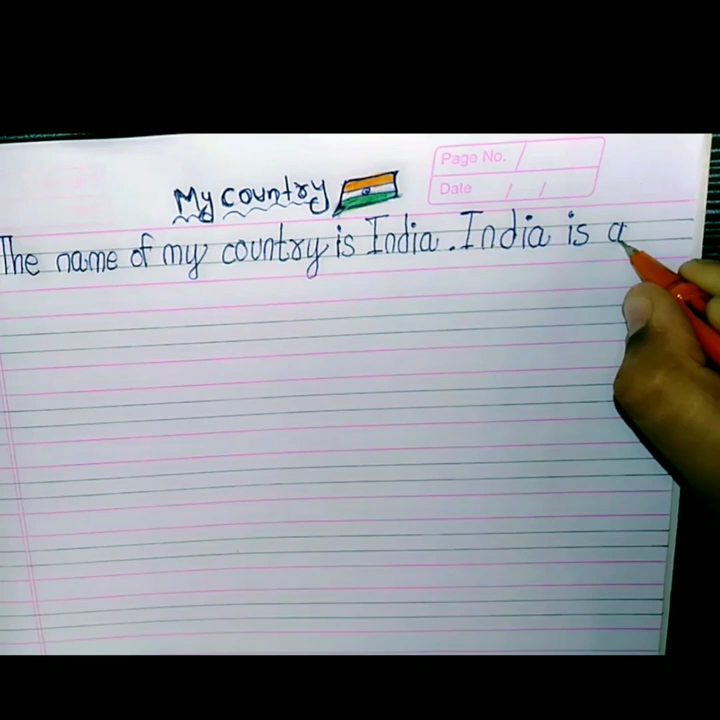 Page No.
Date
My country
The name of my country is India. India is a